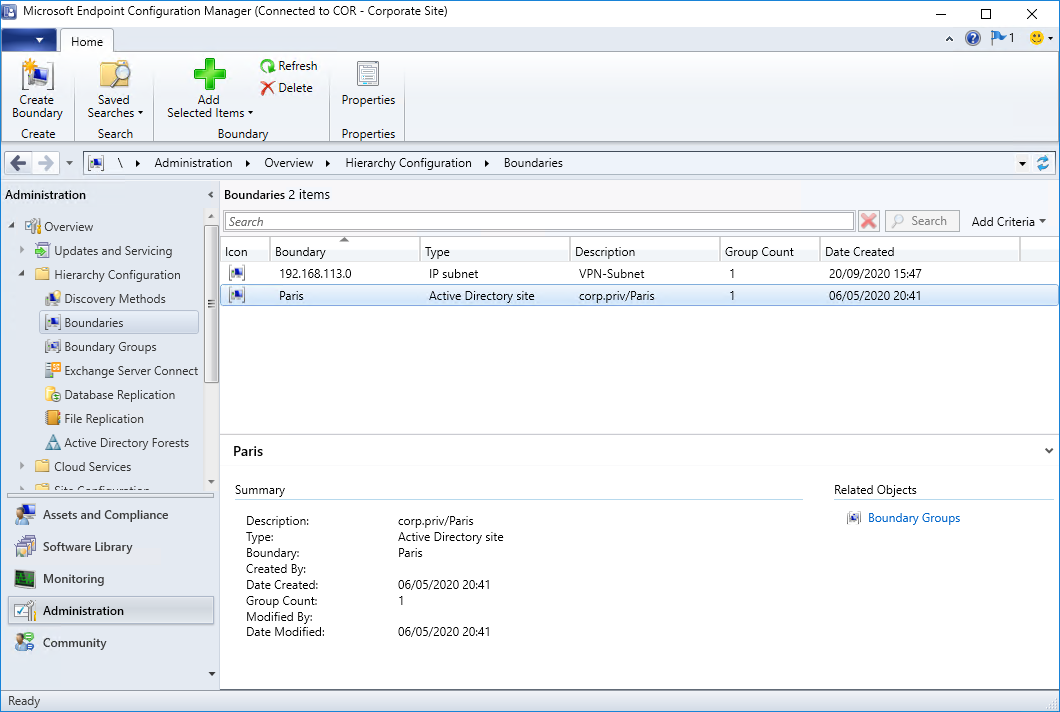 Microsoft Endpoint Configuration Manager (Connected to COR - Corporate Site)
Home
1
Create Boundary
Saved Searches
Add Selected Items
Refresh
Delete
Properties
Create
Search
Boundary
Properties
\ Administration Overview Hierarchy Configuration Boundaries
Administration
Overview
Updates and Servicing
Hierarchy Configuration
Discovery Methods
Boundaries
Boundary Groups
Exchange Server Connect
Database Replication
File Replication
Active Directory Forests
Cloud Services
Site Configuration
Assets and Compliance
Software Library
Monitoring
Administration
Community
Boundaries 2 items
Search
Search
Add Criteria
Icon Boundary Type Description Group Count Date Created
192.168.113.0 IP subnet VPN-Subnet 1 20/09/2020 15:47
Paris Active Directory site corp.priv/Paris 1 06/05/2020 20:41
Paris
Summary
Description: corp.priv/Paris
Type: Active Directory site
Boundary: Paris
Created By:
Date Created: 06/05/2020 20:41
Group Count: 1
Modified By:
Date Modified: 06/05/2020 20:41
Related Objects
Boundary Groups
Ready